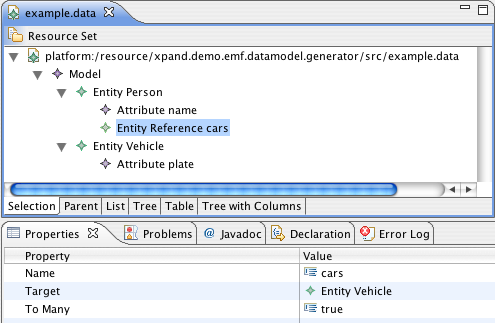 example.data
Resource Set
platform:/resource/xpand.demo.emf.datamodel.generator/src/example.data
Model
Entity Person
Attribute name
Entity Reference cars
Entity Vehicle
Attribute plate
Selection Parent List Tree Table Tree with Columns
Properties Problems @ Javadoc Declaration Error Log
Property Value
Name cars
Target Entity Vehicle
To Many true